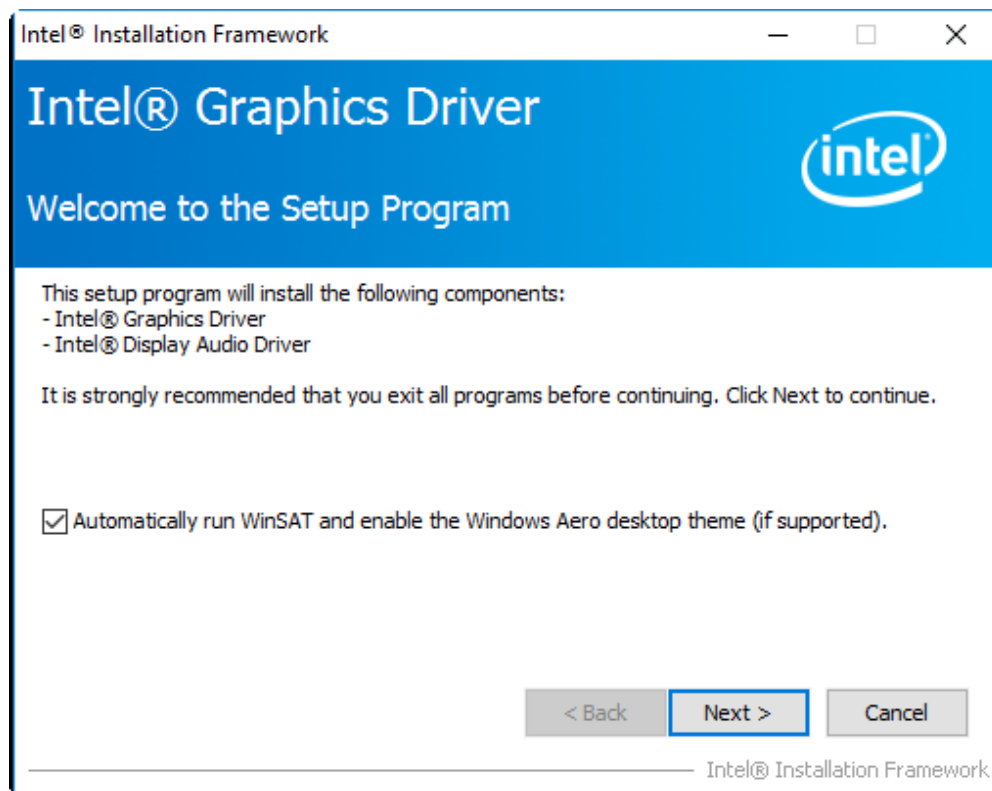 Intel® Installation Framework
Intel® Graphics Driver
intel
Welcome to the Setup Program
This setup program will install the following components:
- Intel® Graphics Driver
- Intel® Display Audio Driver
It is strongly recommended that you exit all programs before continuing. Click Next to continue.
Automatically run WinSAT and enable the Windows Aero desktop theme (if supported).
< Back Next > Cancel
Intel® Installation Framework